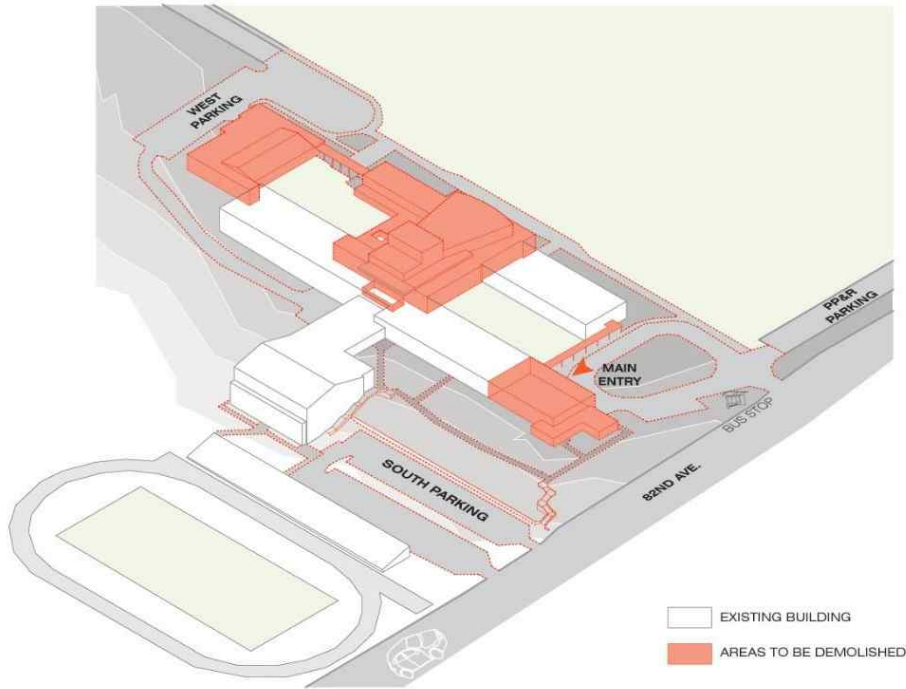 WEST
PARKING
PP&R
PARKING
MAIN
ENTRY
BUS STOP
SOUTH PARKING
82ND AVE.
EXISTING BUILDING
AREAS TO BE DEMOLISHED